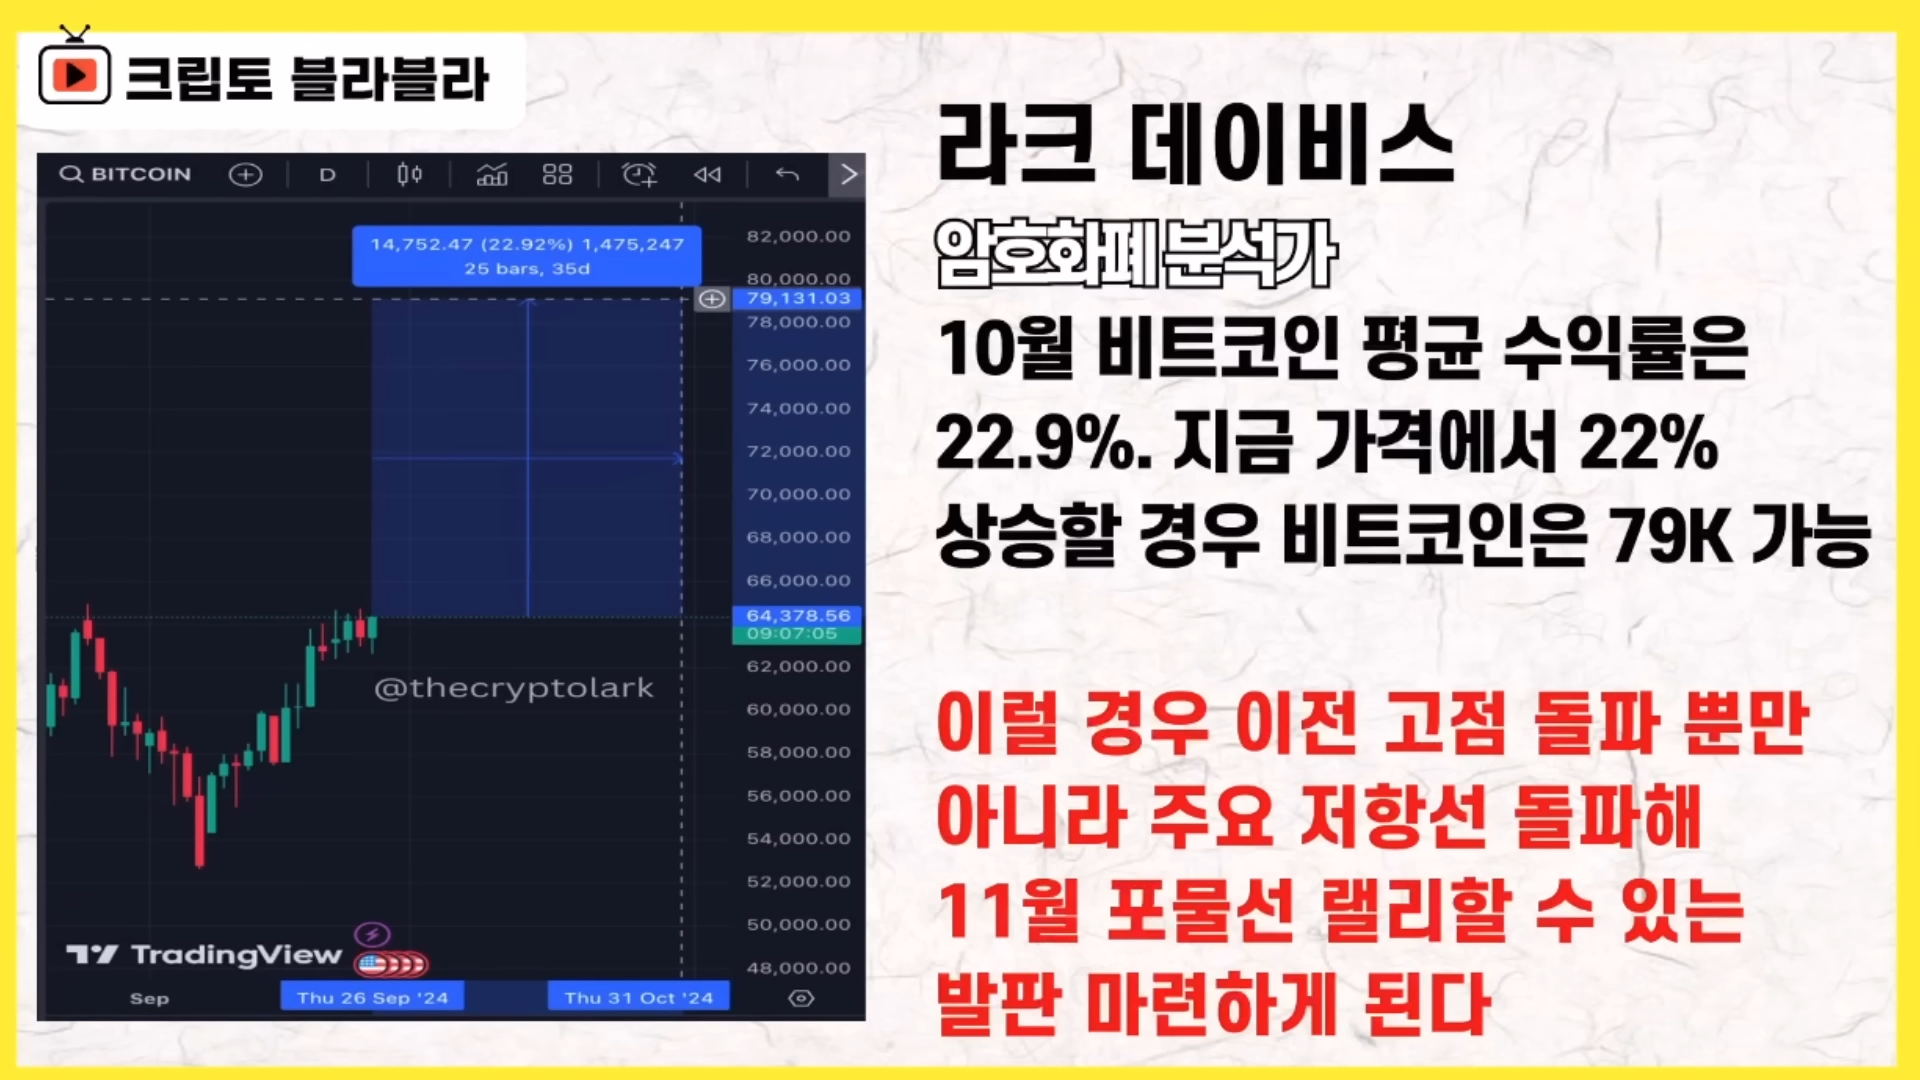 크립토 블라블라
BITCOIN
D
14,752.47 (22.92%) 1,475,247
25 bars, 35d
82,000.00
80,000.00
79,131.03
78,000.00
76,000.00
74,000.00
72,000.00
70,000.00
68,000.00
66,000.00
64,378.56
09:07:05
62,000.00
60,000.00
58,000.00
56,000.00
54,000.00
52,000.00
50,000.00
48,000.00
@thecryptolark
TradingView
Sep
Thu 26 Sep '24
Thu 31 Oct '24
라크 데이비스
암호화폐 분석가
10월 비트코인 평균 수익률은
22.9%. 지금 가격에서 22%
상승할 경우 비트코인은 79K 가능
이럴 경우 이전 고점 돌파 뿐만
아니라 주요 저항선 돌파해
11월 포물선 랠리할 수 있는
발판 마련하게 된다